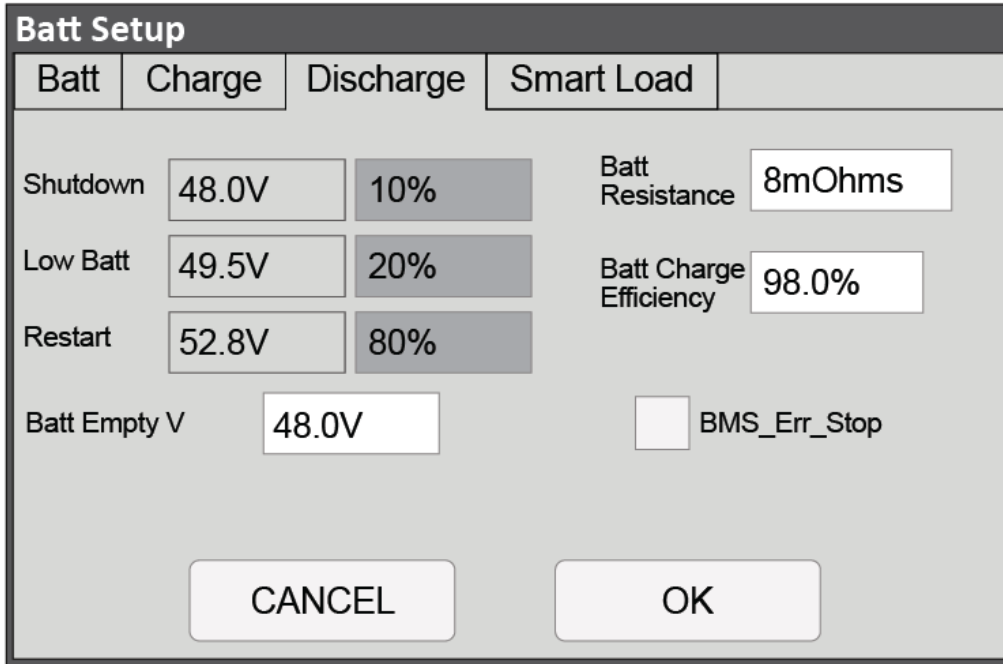 Batt Setup
Batt Charge Discharge Smart Load
Shutdown 48.0V 10%
Batt
Resistance 8mOhms
Low Batt 49.5V 20%
Batt Charge
Efficiency 98.0%
Restart 52.8V 80%
Batt Empty V 48.0V BMS_Err_Stop
CANCEL OK